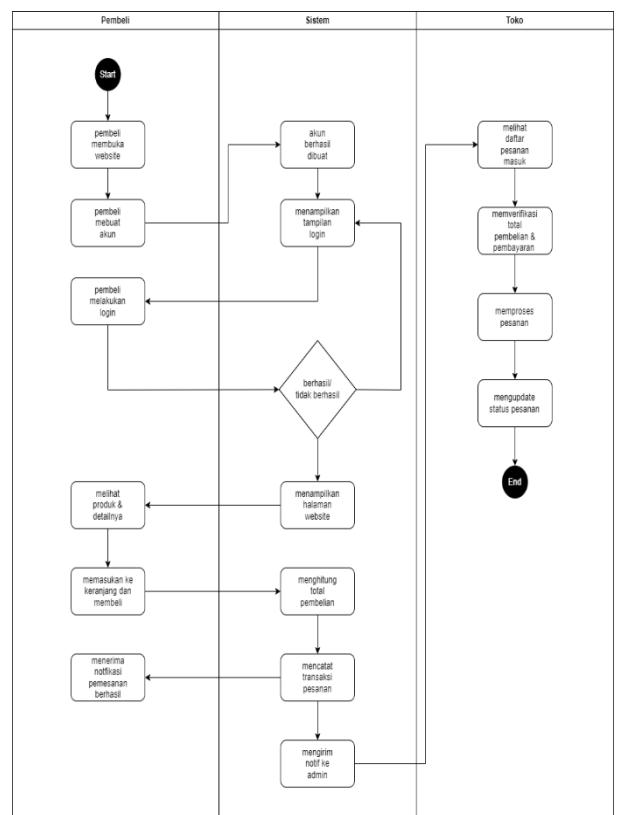 Pembeli
Sistem
Toko
Start
pembeli
membuka
website
akun
berhasil
dibuat
melihat
daftar
pesanan
masuk
pembeli
mebuat
akun
menampilkan
tampilan
login
memverifikasi
total
pembelian &
pembayaran
pembeli
melakukan
login
memproses
pesanan
berhasil/
tidak berhasil
mengupdate
status pesanan
End
melihat
produk &
detailnya
menampilkan
halaman
website
memasukan ke
keranjang dan
membeli
menghitung
total
pembelian
menerima
notfikasi
pemesanan
berhasil
mencatat
transaksi
pesanan
mengirim
notif ke
admin